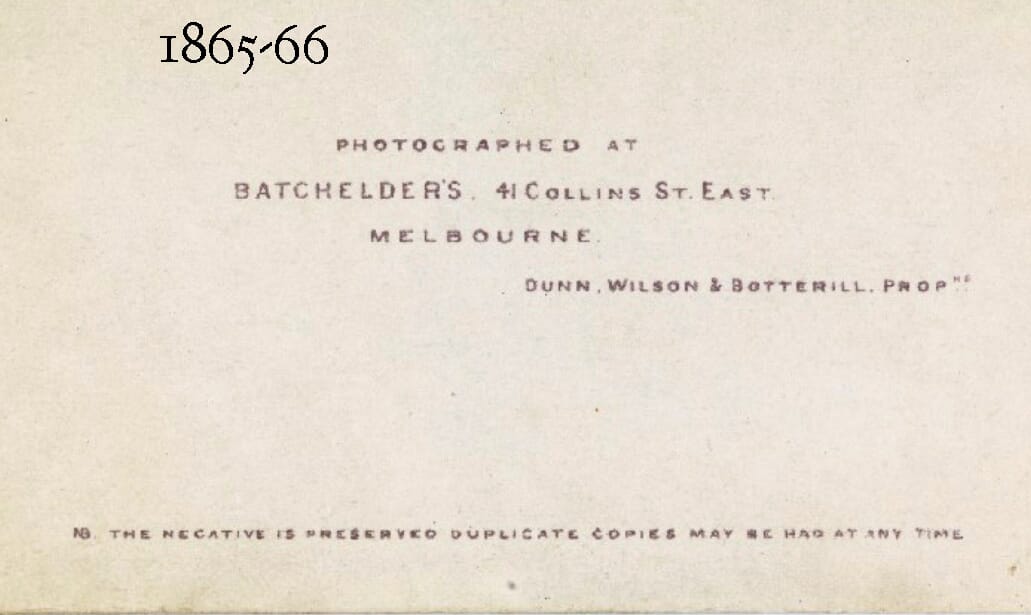 1865-66
PHOTOGRAPHED AT
BATCHELDER'S. 41 COLLINS ST. EAST.
MELBOURNE.
DUNN, WILSON & BOTTERILL. PROPRS
NB. THE NEGATIVE IS PRESERVED DUPLICATE COPIES MAY BE HAD AT ANY TIME